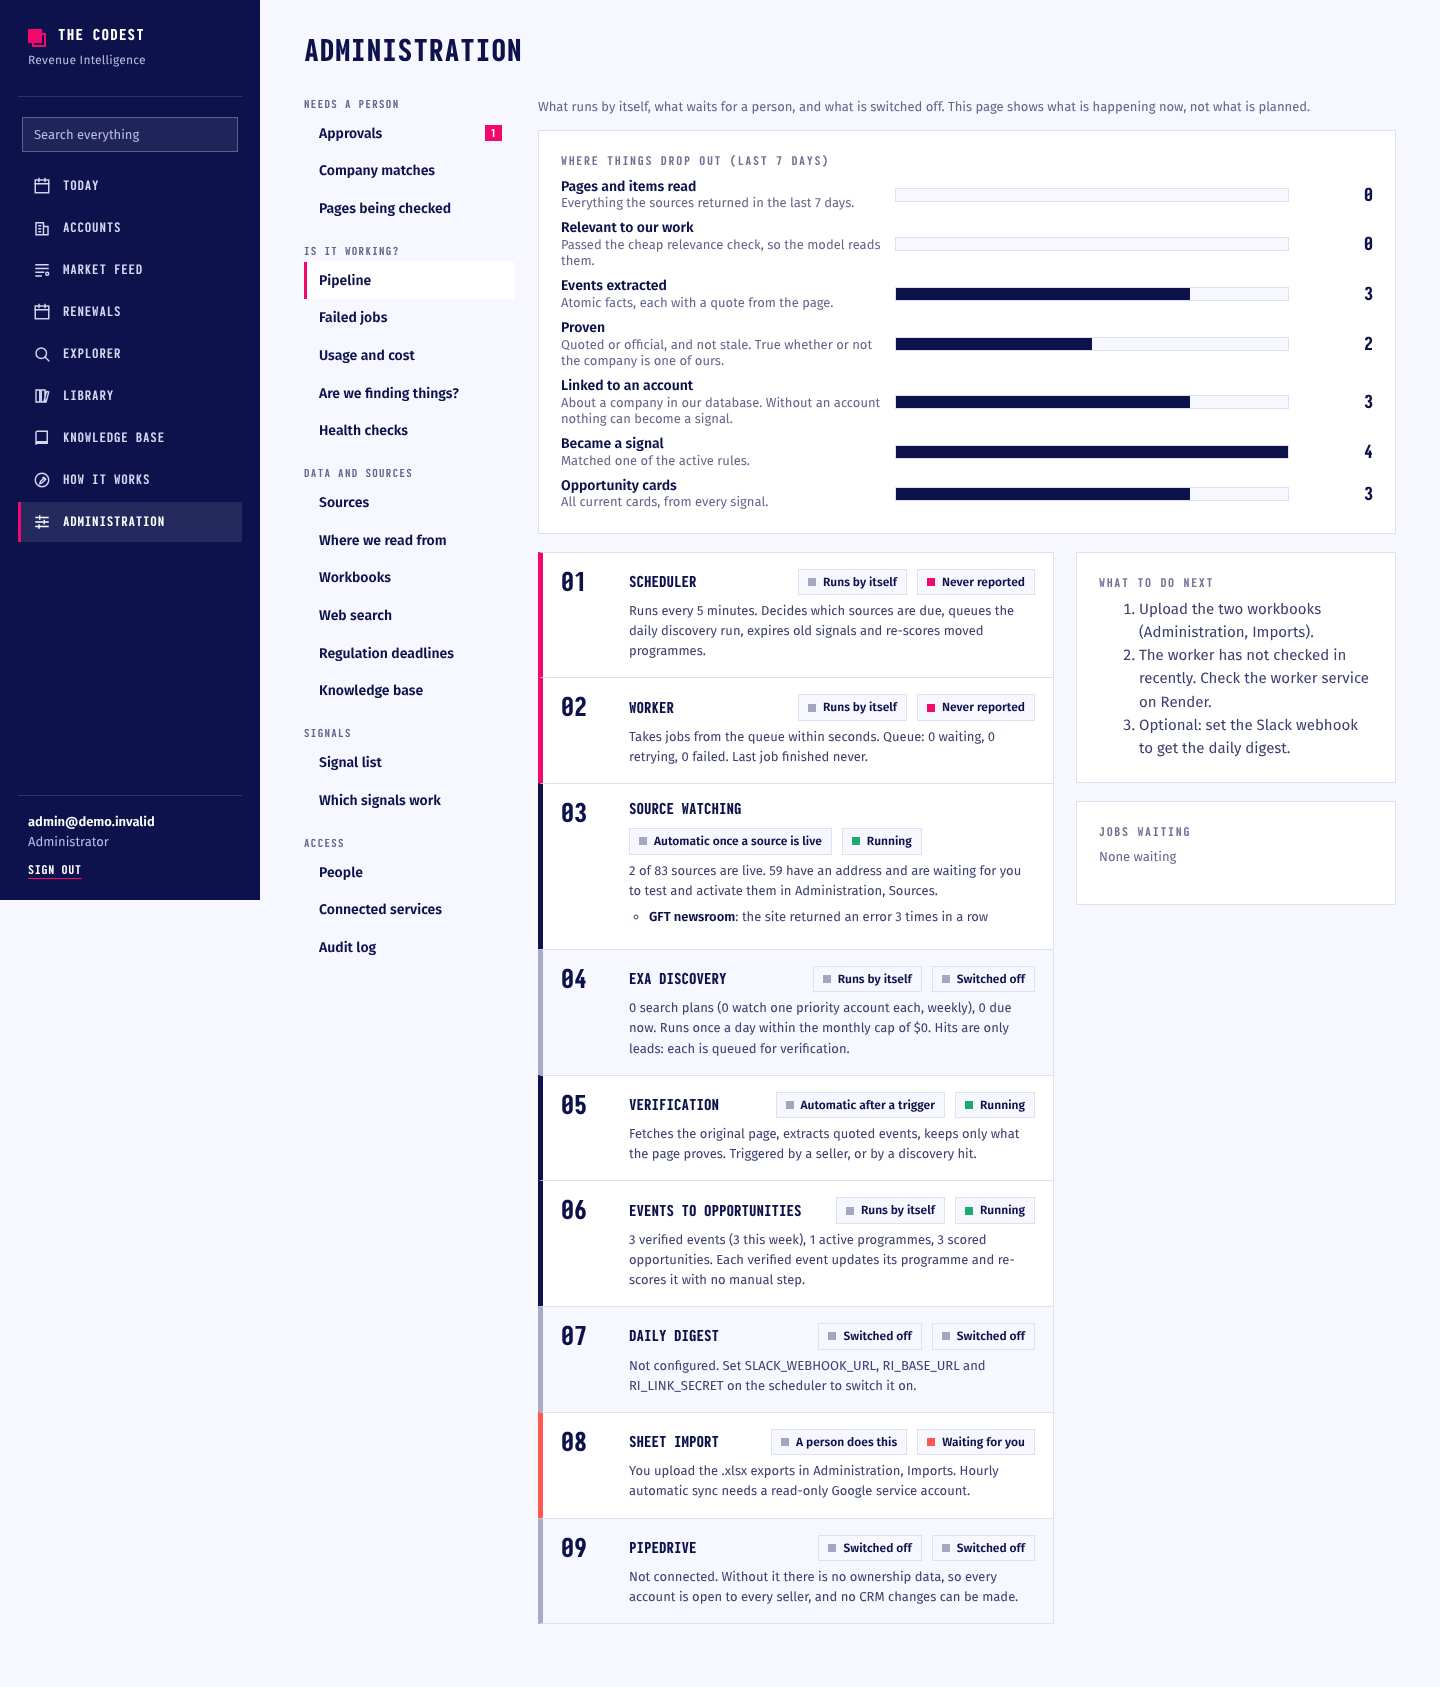 THE CODEST
Revenue Intelligence
Search everything
TODAY
ACCOUNTS
MARKET FEED
RENEWALS
EXPLORER
LIBRARY
KNOWLEDGE BASE
HOW IT WORKS
ADMINISTRATION
admin@demo.invalid
Administrator
SIGN OUT
ADMINISTRATION
NEEDS A PERSON
Approvals 1
Company matches
Pages being checked
IS IT WORKING?
Pipeline
Failed jobs
Usage and cost
Are we finding things?
Health checks
DATA AND SOURCES
Sources
Where we read from
Workbooks
Web search
Regulation deadlines
Knowledge base
SIGNALS
Signal list
Which signals work
ACCESS
People
Connected services
Audit log
What runs by itself, what waits for a person, and what is switched off. This page shows what is happening now, not what is planned.
WHERE THINGS DROP OUT (LAST 7 DAYS)
Pages and items read
Everything the sources returned in the last 7 days.
0
Relevant to our work
Passed the cheap relevance check, so the model reads
them.
0
Events extracted
Atomic facts, each with a quote from the page.
3
Proven
Quoted or official, and not stale. True whether or not
the company is one of ours.
2
Linked to an account
About a company in our database. Without an account
nothing can become a signal.
3
Became a signal
Matched one of the active rules.
4
Opportunity cards
All current cards, from every signal.
3
01 SCHEDULER Runs by itself Never reported
Runs every 5 minutes. Decides which sources are due, queues the
daily discovery run, expires old signals and re-scores moved
programmes.
02 WORKER Runs by itself Never reported
Takes jobs from the queue within seconds. Queue: 0 waiting, 0
retrying, 0 failed. Last job finished never.
03 SOURCE WATCHING
Automatic once a source is live Running
2 of 83 sources are live. 59 have an address and are waiting for you
to test and activate them in Administration, Sources.
GFT newsroom: the site returned an error 3 times in a row
04 EXA DISCOVERY Runs by itself Switched off
0 search plans (0 watch one priority account each, weekly), 0 due
now. Runs once a day within the monthly cap of $0. Hits are only
leads: each is queued for verification.
05 VERIFICATION Automatic after a trigger Running
Fetches the original page, extracts quoted events, keeps only what
the page proves. Triggered by a seller, or by a discovery hit.
06 EVENTS TO OPPORTUNITIES Runs by itself Running
3 verified events (3 this week), 1 active programmes, 3 scored
opportunities. Each verified event updates its programme and re-
scores it with no manual step.
07 DAILY DIGEST Switched off Switched off
Not configured. Set SLACK_WEBHOOK_URL, RI_BASE_URL and
RI_LINK_SECRET on the scheduler to switch it on.
08 SHEET IMPORT A person does this Waiting for you
You upload the .xlsx exports in Administration, Imports. Hourly
automatic sync needs a read-only Google service account.
09 PIPEDRIVE Switched off Switched off
Not connected. Without it there is no ownership data, so every
account is open to every seller, and no CRM changes can be made.
WHAT TO DO NEXT
1. Upload the two workbooks
(Administration, Imports).
2. The worker has not checked in
recently. Check the worker service
on Render.
3. Optional: set the Slack webhook
to get the daily digest.
JOBS WAITING
None waiting